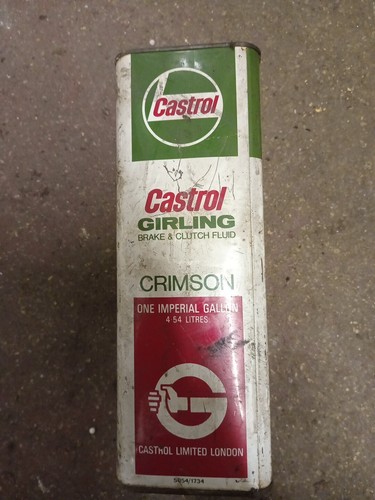 Castrol
Castrol
GIRLING
BRAKE & CLUTCH FLUID
CRIMSON
ONE IMPERIAL GALLON
4·54 LITRES
CASTROL LIMITED LONDON